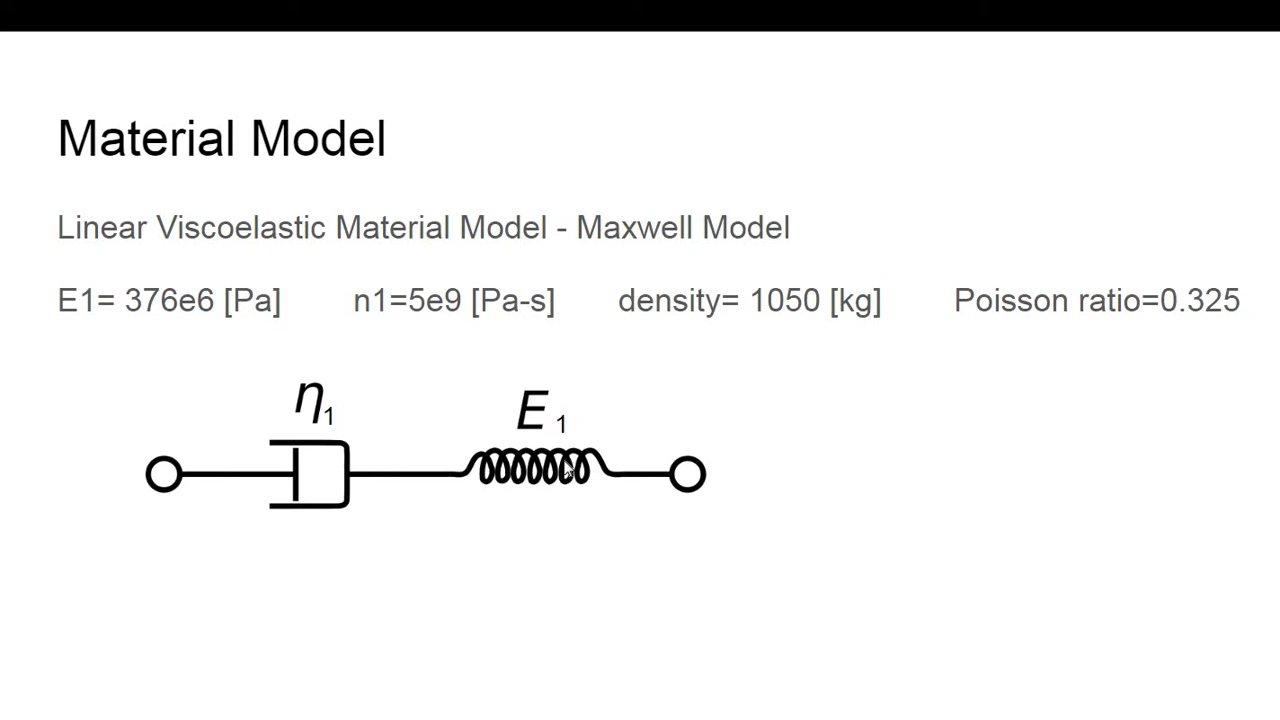 Material Model
Linear Viscoelastic Material Model - Maxwell Model
E1= 376e6 [Pa] n1=5e9 [Pa-s] density= 1050 [kg] Poisson ratio=0.325
η1 E 1